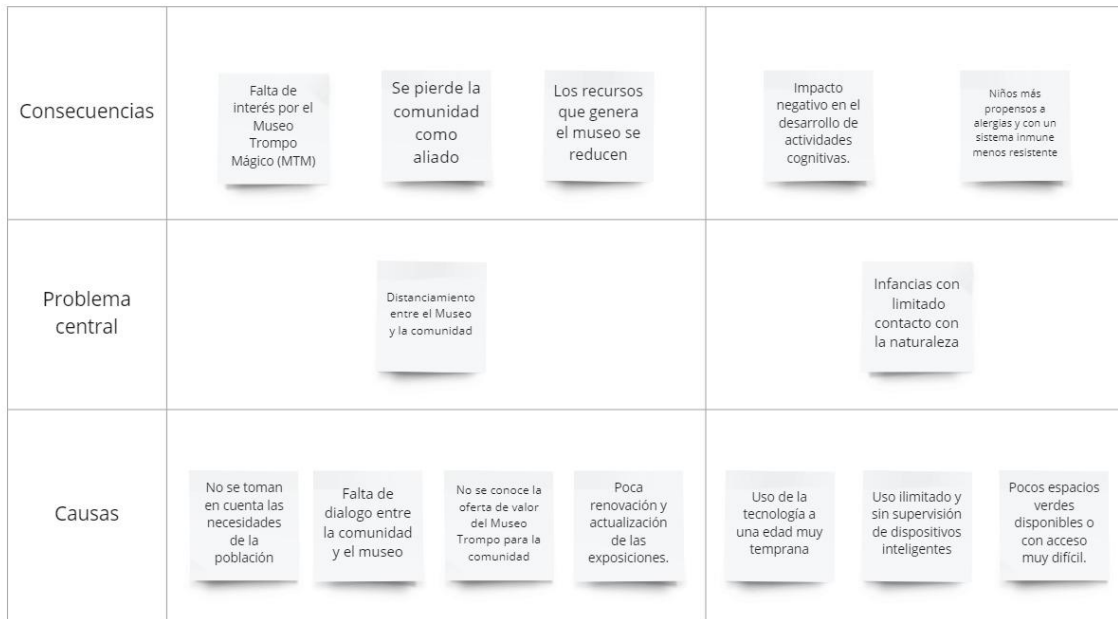 Consecuencias
Falta de
interés por el
Museo
Trompo
Mágico (MTM)
Se pierde la
comunidad
como
aliado
Los recursos
que genera
el museo se
reducen
Impacto
negativo en el
desarrollo de
actividades
cognitivas.
Niños más
propensos a
alergias y con un
sistema inmune
menos resistente
Problema
central
Distanciamiento
entre el Museo
y la comunidad
Infancias con
limitado
contacto con
la naturaleza
Causas
No se toman
en cuenta las
necesidades
de la
población
Falta de
dialogo entre
la comunidad
y el museo
No se conoce la
oferta de valor
del Museo
Trompo para la
comunidad
Poca
renovación y
actualización
de las
exposiciones.
Uso de la
tecnología a
una edad muy
temprana
Uso ilimitado y
sin supervisión
de dispositivos
inteligentes
Pocos espacios
verdes
disponibles o
con acceso
muy difícil.